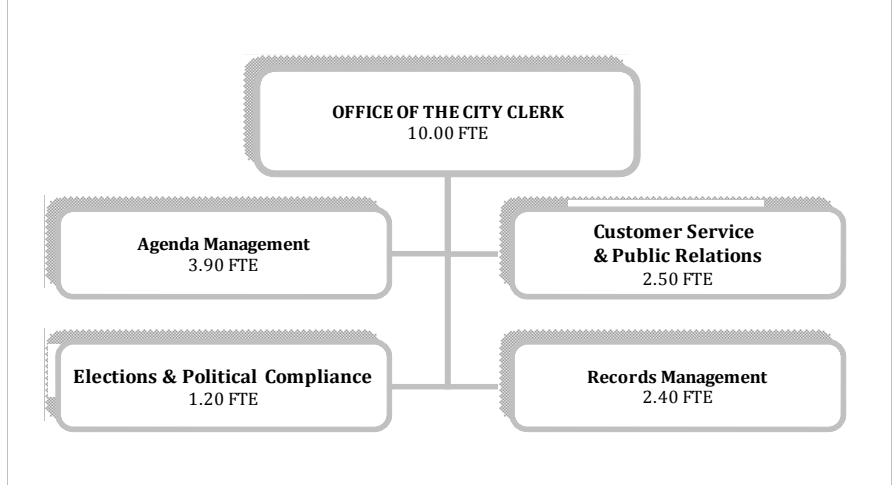 OFFICE OF THE CITY CLERK
10.00 FTE
Agenda Management
3.90 FTE
Customer Service
& Public Relations
2.50 FTE
Elections & Political Compliance
1.20 FTE
Records Management
2.40 FTE